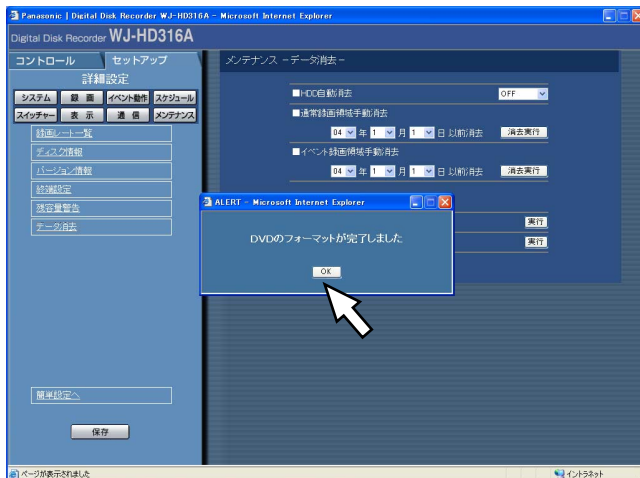 Panasonic | Digital Disk Recorder WJ-HD316A - Microsoft Internet Explorer
Digital Disk Recorder WJ-HD316A
コントロール
セットアップ
詳細設定
システム 録画 イベント動作 スケジュール
スイッチャー 表示 通信 メンテナンス
録画レート一覧
ディスク情報
バージョン情報
終端設定
残容量警告
データ消去
簡単設定へ
保存
メンテナンス －データ消去－
■HDD自動消去 OFF
■通常録画領域手動消去
04 年 1 月 1 日 以前消去 消去実行
■イベント録画領域手動消去
04 年 1 月 1 日 以前消去 消去実行
実行
実行
ALERT - Microsoft Internet Explorer
DVDのフォーマットが完了しました
OK
ページが表示されました
イントラネット